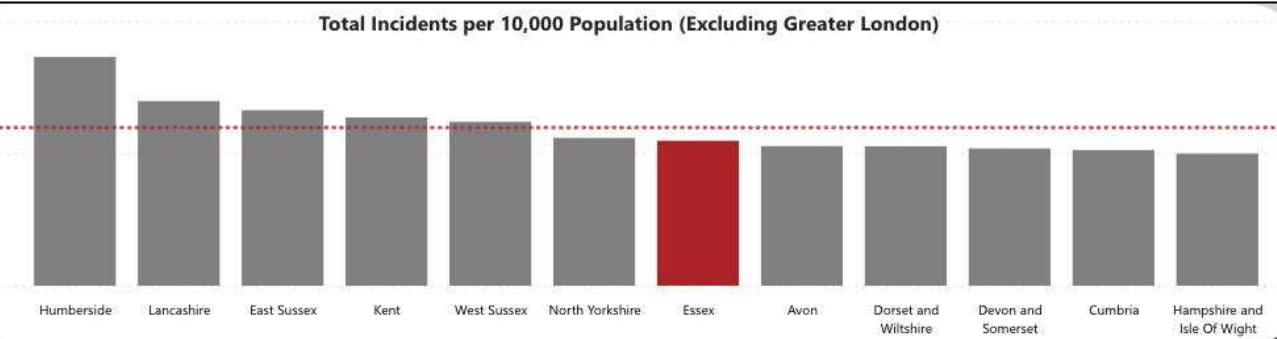 Total Incidents per 10,000 Population (Excluding Greater London)
Humberside
Lancashire
East Sussex
Kent
West Sussex
North Yorkshire
Essex
Avon
Dorset and
Wiltshire
Devon and
Somerset
Cumbria
Hampshire and
Isle Of Wight